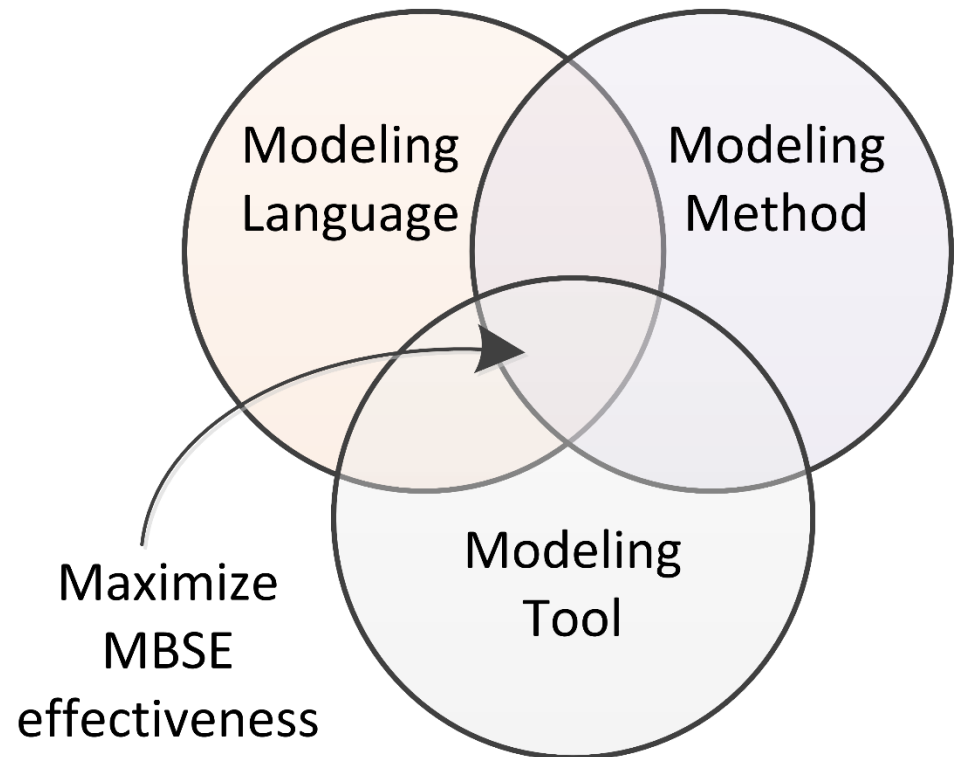 Modeling
Language
Modeling
Method
Modeling
Tool
Maximize
MBSE
effectiveness